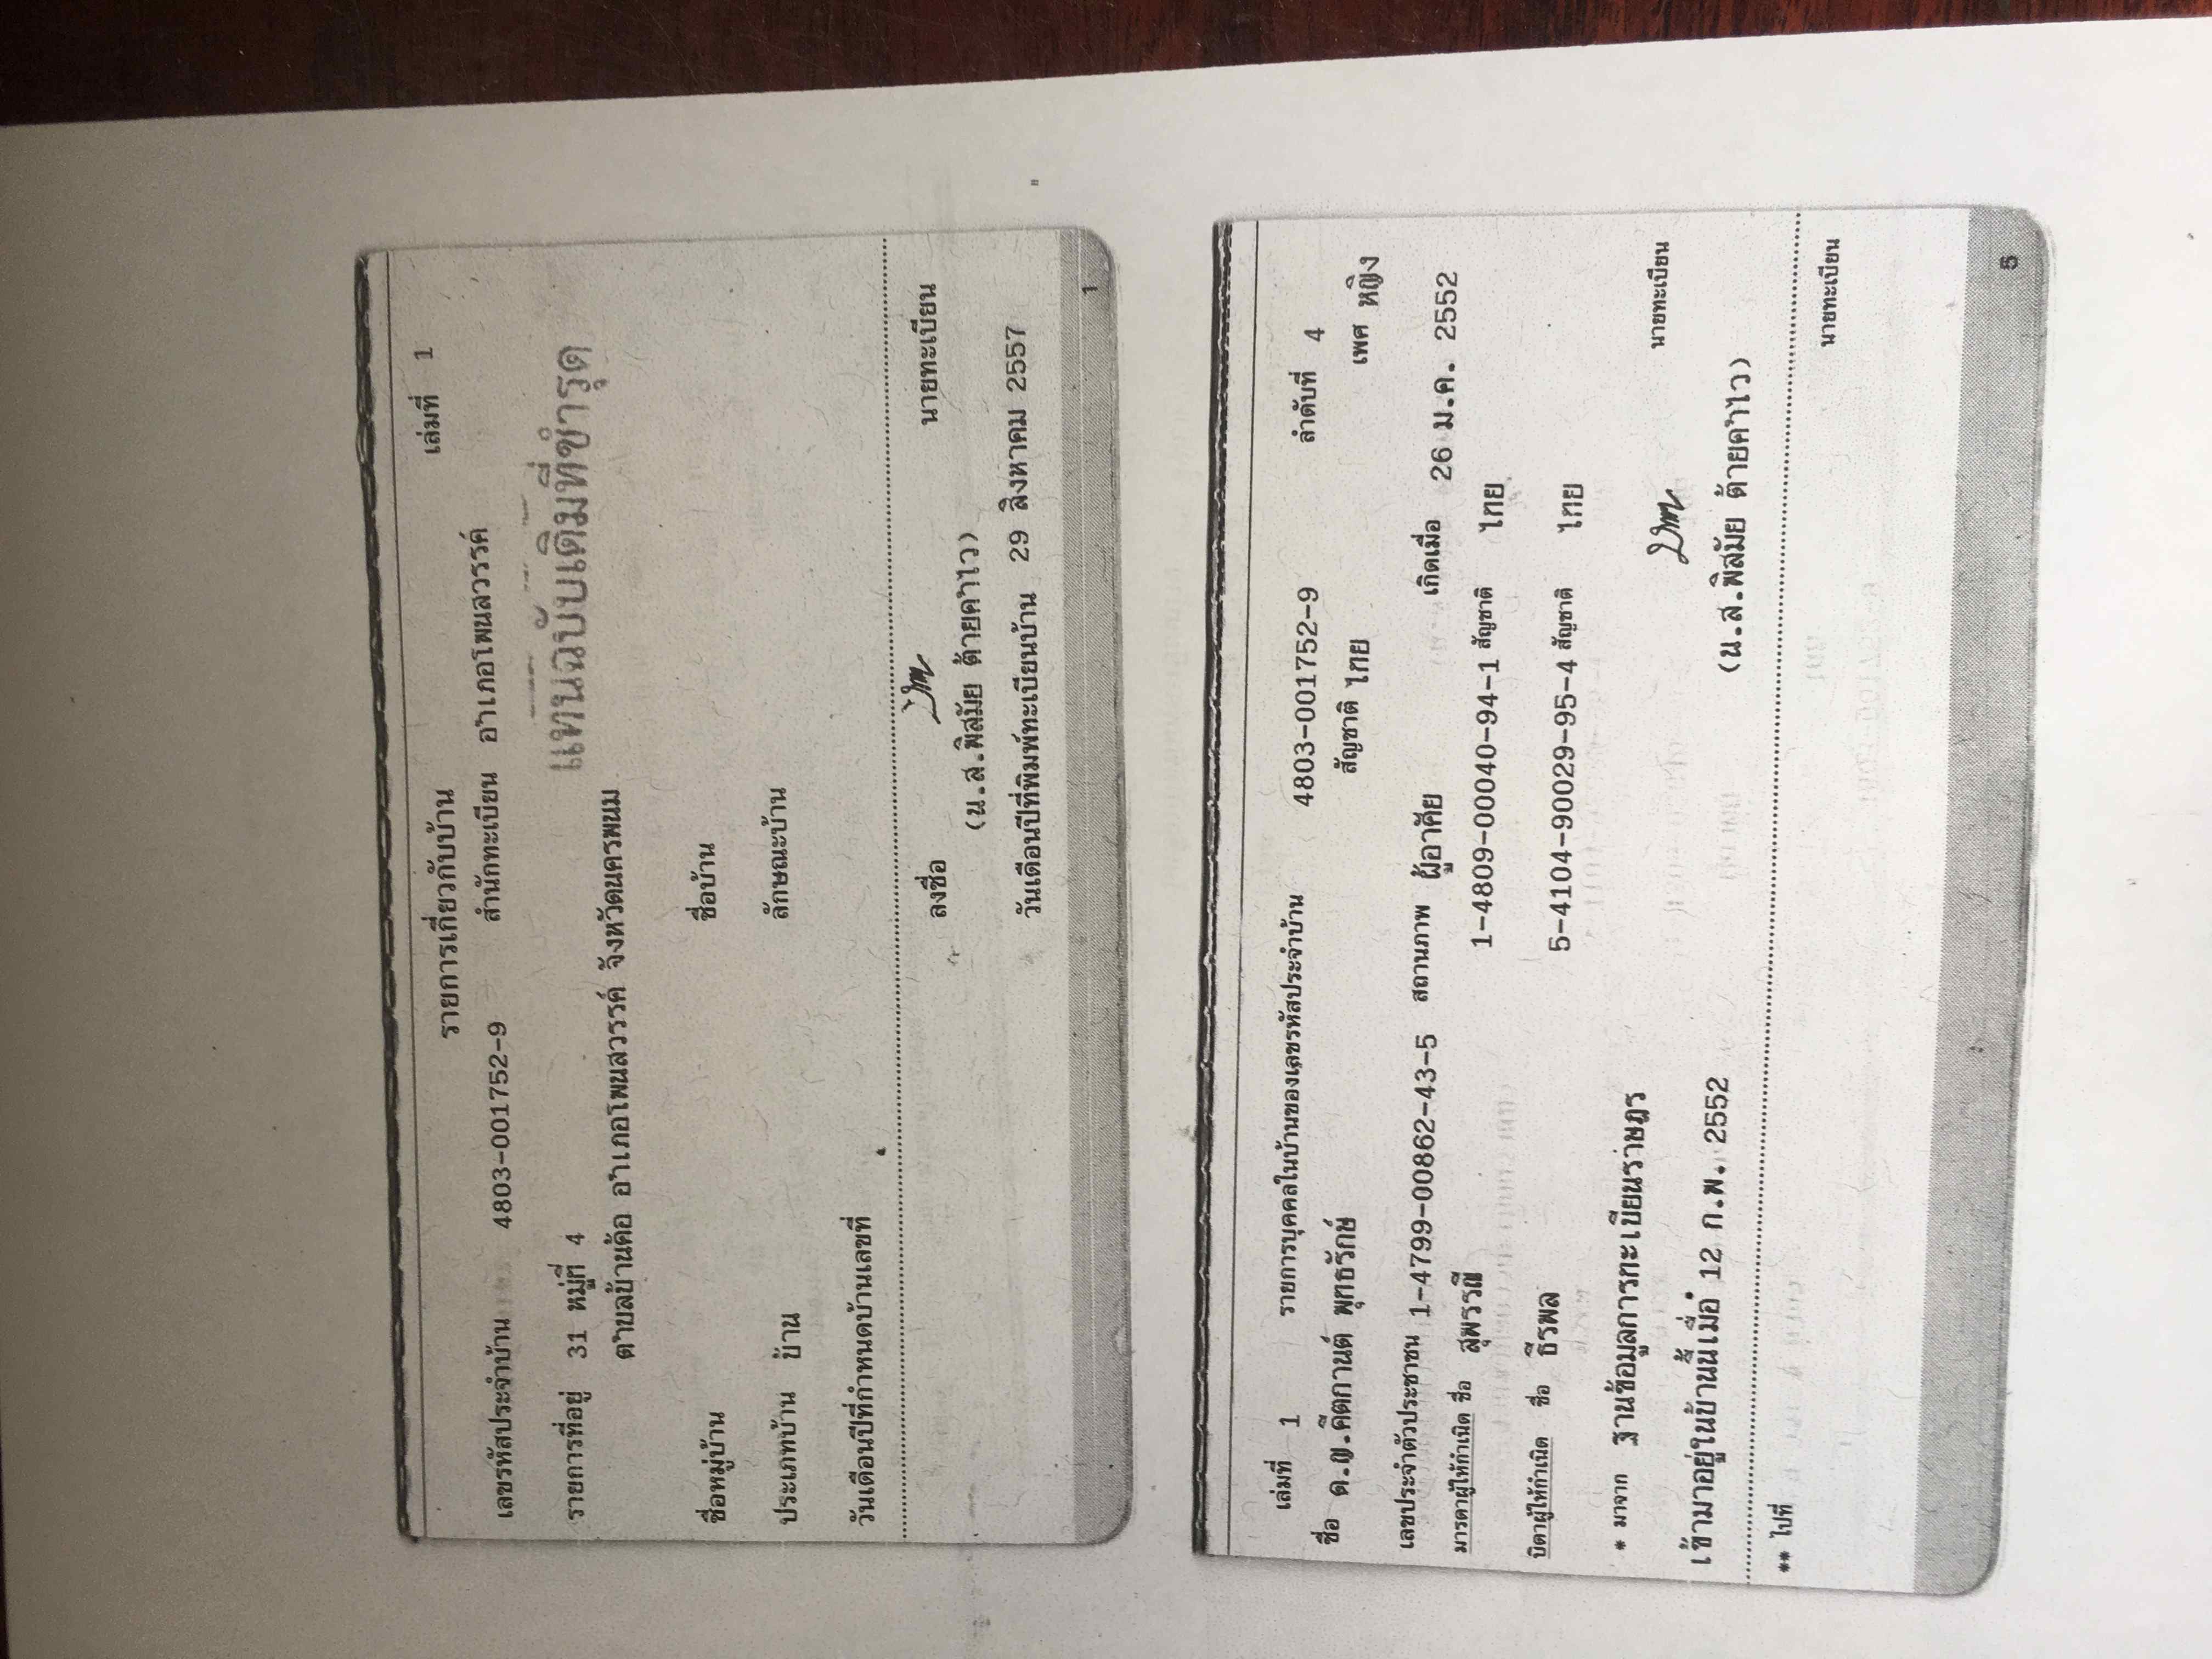 รายการเกี่ยวกับบ้าน เล่มที่ 1
เลขรหัสประจำบ้าน 4803-001752-9 สำนักทะเบียน อำเภอโพนสวรรค์
แทนฉบับเดิมที่ชำรุด
รายการที่อยู่ 31 หมู่ที่ 4
ตำบลบ้านค้อ อำเภอโพนสวรรค์ จังหวัดนครพนม
ชื่อหมู่บ้าน ชื่อบ้าน
ประเภทบ้าน บ้าน ลักษณะบ้าน
วันเดือนปีที่กำหนดบ้านเลขที่
ลงชื่อ นายทะเบียน
(น.ส.พิสมัย ด้ายคำไว)
วันเดือนปีที่พิมพ์ทะเบียนบ้าน 29 สิงหาคม 2557
1
เล่มที่ 1 รายการบุคคลในบ้านของเลขรหัสประจำบ้าน 4803-001752-9 ลำดับที่ 4
ชื่อ ด.ญ.คีตกานต์ พุทธรักษ์ สัญชาติ ไทย เพศ หญิง
เลขประจำตัวประชาชน 1-4799-00862-43-5 สถานภาพ ผู้อาศัย เกิดเมื่อ 26 ม.ค. 2552
มารดาผู้ให้กำเนิด ชื่อ สุพรรณี 1-4809-00040-94-1 สัญชาติ ไทย
บิดาผู้ให้กำเนิด ชื่อ ธีรพล 5-4104-90029-95-4 สัญชาติ ไทย
* มาจาก ฐานข้อมูลการทะเบียนราษฎร นายทะเบียน
เข้ามาอยู่ในบ้านนี้เมื่อ 12 ก.พ. 2552 (น.ส.พิสมัย ด้ายคำไว)
** ไปที่ นายทะเบียน
5